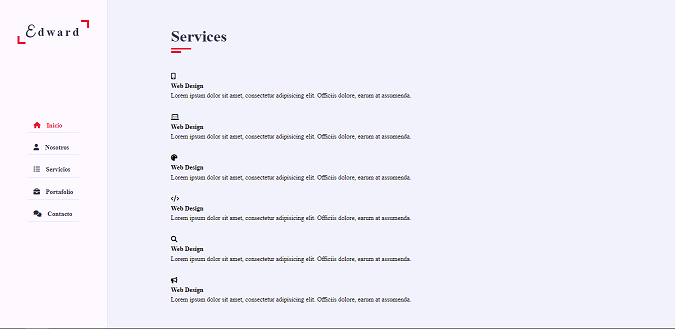 Edward
Inicio
Nosotros
Servicios
Portafolio
Contacto
Services
Web Design
Lorem ipsum dolor sit amet, consectetur adipisicing elit. Officiis dolore, earum at assumenda.
Web Design
Lorem ipsum dolor sit amet, consectetur adipisicing elit. Officiis dolore, earum at assumenda.
Web Design
Lorem ipsum dolor sit amet, consectetur adipisicing elit. Officiis dolore, earum at assumenda.
Web Design
Lorem ipsum dolor sit amet, consectetur adipisicing elit. Officiis dolore, earum at assumenda.
Web Design
Lorem ipsum dolor sit amet, consectetur adipisicing elit. Officiis dolore, earum at assumenda.
Web Design
Lorem ipsum dolor sit amet, consectetur adipisicing elit. Officiis dolore, earum at assumenda.